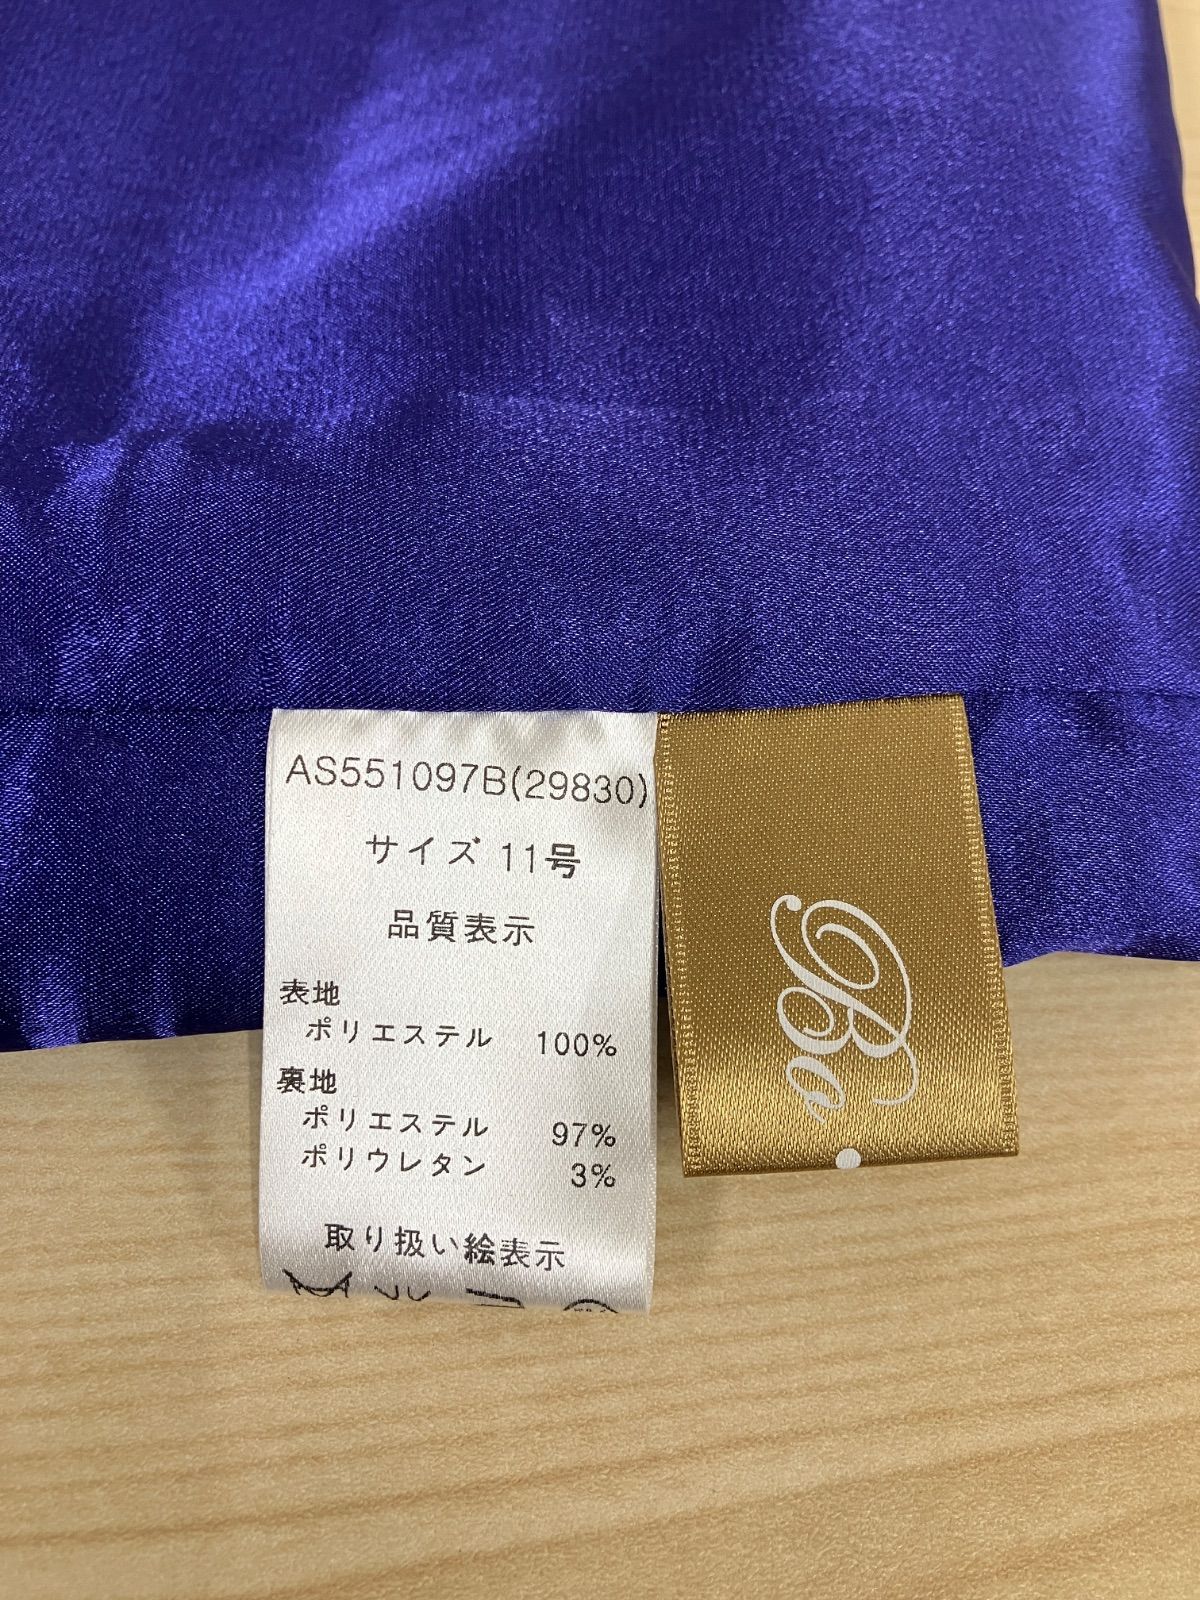 AS551097B(29830)
サイズ 11号
品質表示
表地
ポリエステル 100%
裏地
ポリエステル 97%
ポリウレタン 3%
取り扱い絵表示
Bo